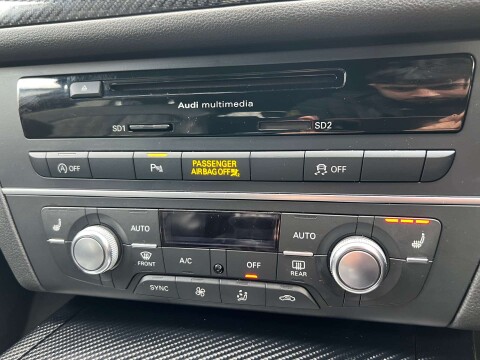 Audi multimedia
SD1
SD2
OFF
P
PASSENGER
AIRBAG OFF
OFF
AUTO
AUTO
FRONT
A/C
OFF
REAR
SYNC